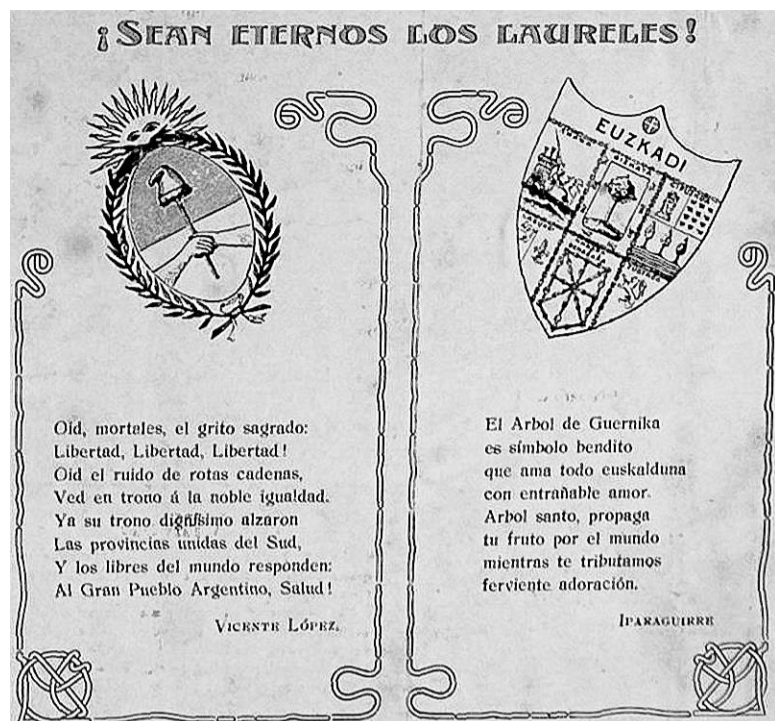 ¡SEAN ETERNOS LOS LAURELES!
EUZKADI
Oid, mortales, el grito sagrado:
Libertad, Libertad, Libertad!
Oid el ruido de rotas cadenas,
Ved en trono á la noble igualdad.
Ya su trono dignísimo alzaron
Las provincias unidas del Sud,
Y los libres del mundo responden:
Al Gran Pueblo Argentino, Salud!
VICENTE LÓPEZ.
El Arbol de Guernika
es símbolo bendito
que ama todo euskalduna
con entrañable amor.
Arbol santo, propaga
tu fruto por el mundo
mientras te tributamos
ferviente adoración.
IPARAGUIRRE